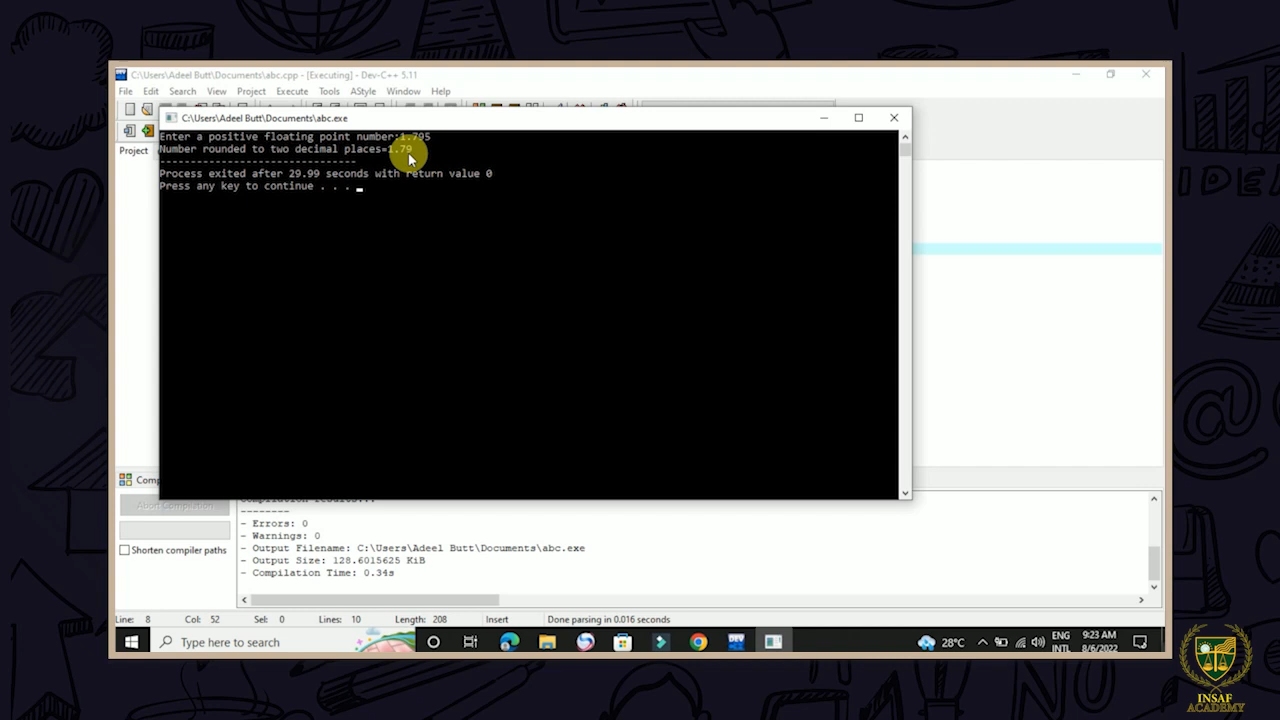 C:\Users\Adeel Butt\Documents\abc.cpp - [Executing] - Dev-C++ 5.11
File Edit Search View Project Execute Tools AStyle Window Help
C:\Users\Adeel Butt\Documents\abc.exe
Enter a positive floating point number:1.795
Number rounded to two decimal places=1.79
--------------------------------
Process exited after 29.99 seconds with return value 0
Press any key to continue . . .
Project
Abort Compilation
Shorten compiler paths
--------
- Errors: 0
- Warnings: 0
- Output Filename: C:\Users\Adeel Butt\Documents\abc.exe
- Output Size: 128.6015625 KiB
- Compilation Time: 0.34s
Line: 8 Col: 52 Sel: 0 Lines: 10 Length: 208 Insert Done parsing in 0.016 seconds
Type here to search
28°C
ENG
INTL
9:23 AM
8/6/2022
IDEA
INSAF
ACADEMY